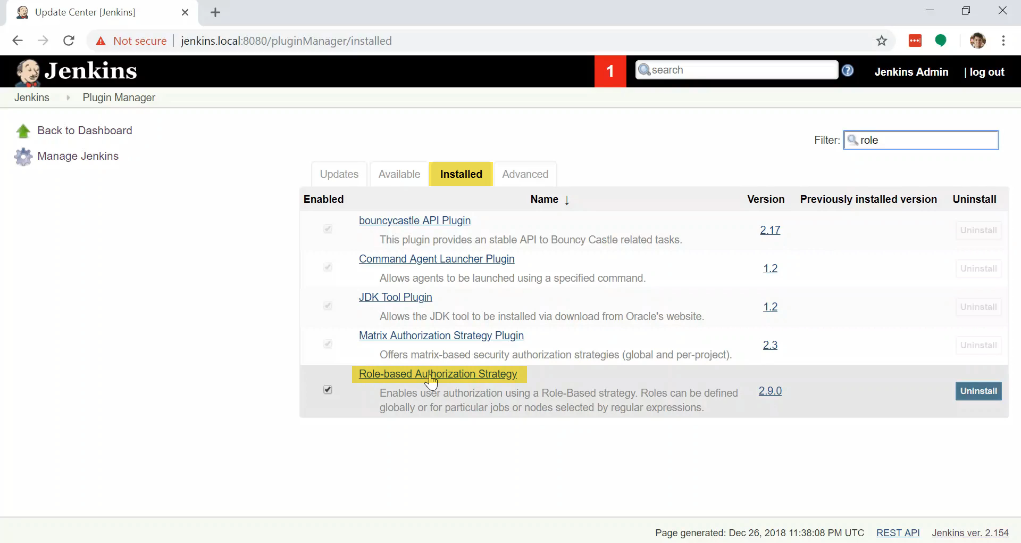 Update Center [Jenkins]
Not secure | jenkins.local:8080/pluginManager/installed
Jenkins
1
search
Jenkins Admin
| log out
Jenkins
Plugin Manager
Back to Dashboard
Manage Jenkins
Filter:
role
Updates
Available
Installed
Advanced
Enabled
Name ↓
Version
Previously installed version
Uninstall
bouncycastle API Plugin
This plugin provides an stable API to Bouncy Castle related tasks.
2.17
Uninstall
Command Agent Launcher Plugin
Allows agents to be launched using a specified command.
1.2
Uninstall
JDK Tool Plugin
Allows the JDK tool to be installed via download from Oracle's website.
1.2
Uninstall
Matrix Authorization Strategy Plugin
Offers matrix-based security authorization strategies (global and per-project).
2.3
Uninstall
Role-based Authorization Strategy
Enables user authorization using a Role-Based strategy. Roles can be defined
globally or for particular jobs or nodes selected by regular expressions.
2.9.0
Uninstall
Page generated: Dec 26, 2018 11:38:08 PM UTC
REST API
Jenkins ver. 2.154